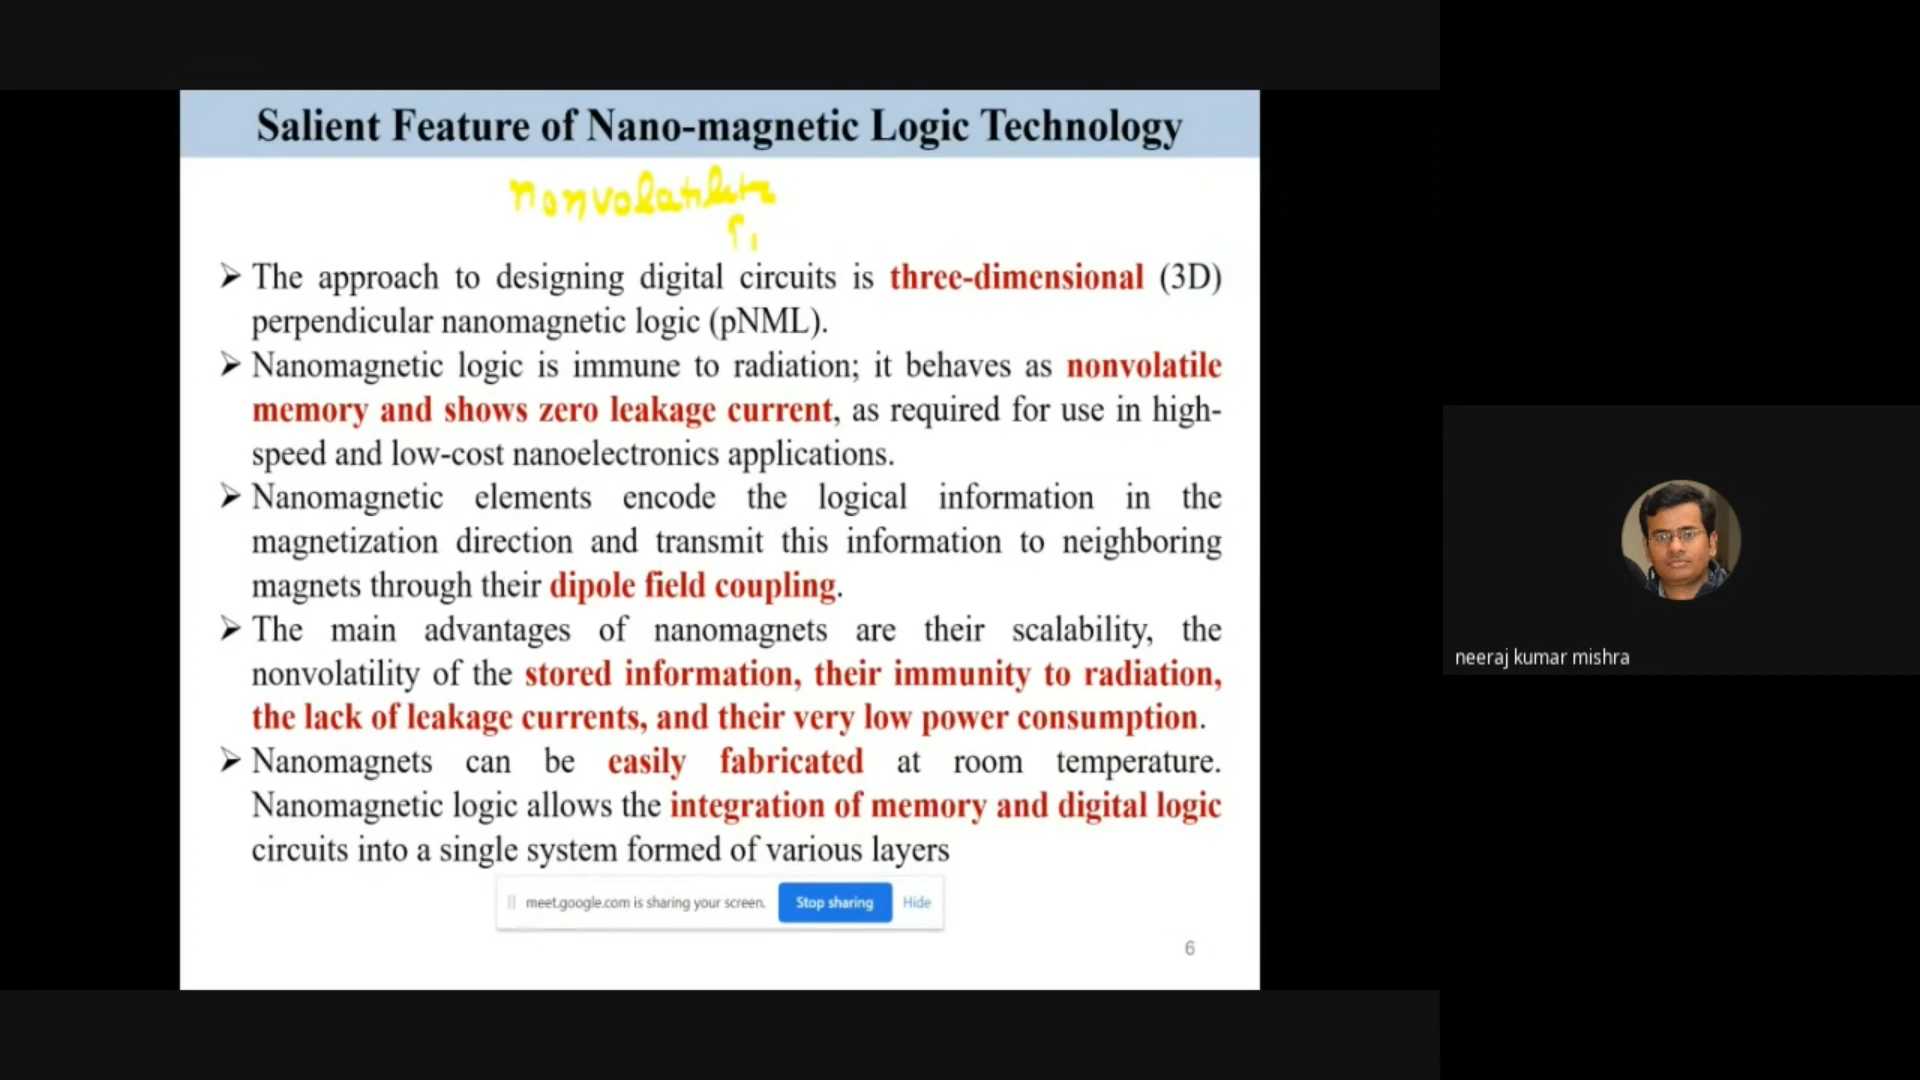 Salient Feature of Nano-magnetic Logic Technology
➢ The approach to designing digital circuits is three-dimensional (3D)
perpendicular nanomagnetic logic (pNML).
➢ Nanomagnetic logic is immune to radiation; it behaves as nonvolatile
memory and shows zero leakage current, as required for use in high-
speed and low-cost nanoelectronics applications.
➢ Nanomagnetic elements encode the logical information in the
magnetization direction and transmit this information to neighboring
magnets through their dipole field coupling.
➢ The main advantages of nanomagnets are their scalability, the
nonvolatility of the stored information, their immunity to radiation,
the lack of leakage currents, and their very low power consumption.
➢ Nanomagnets can be easily fabricated at room temperature.
Nanomagnetic logic allows the integration of memory and digital logic
circuits into a single system formed of various layers
meet.google.com is sharing your screen. Stop sharing Hide
6
neeraj kumar mishra